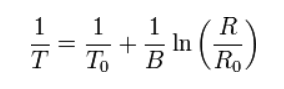 1/T = 1/T₀ + 1/B ln(R/R₀)